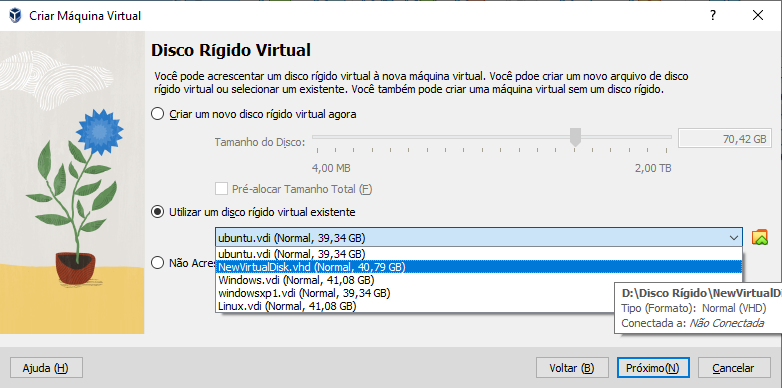 Criar Máquina Virtual
Disco Rígido Virtual
Você pode acrescentar um disco rígido virtual à nova máquina virtual. Você pdoe criar um novo arquivo de disco
rígido virtual ou selecionar um existente. Você também pode criar uma máquina virtual sem um disco rígido.
Criar um novo disco rígido virtual agora
Tamanho do Disco:
70,42 GB
4,00 MB
2,00 TB
Pré-alocar Tamanho Total (F)
Utilizar um disco rígido virtual existente
ubuntu.vdi (Normal, 39,34 GB)
ubuntu.vdi (Normal, 39,34 GB)
Não Acres
NewVirtualDisk.vhd (Normal, 40,79 GB)
Windows.vdi (Normal, 41,08 GB)
windowsxp1.vdi (Normal, 39,34 GB)
Linux.vdi (Normal, 41,08 GB)
D:\Disco Rígido\NewVirtualDi
Tipo (Formato): Normal (VHD)
Conectada a: Não Conectada
Ajuda (H)
Voltar (B)
Próximo(N)
Cancelar